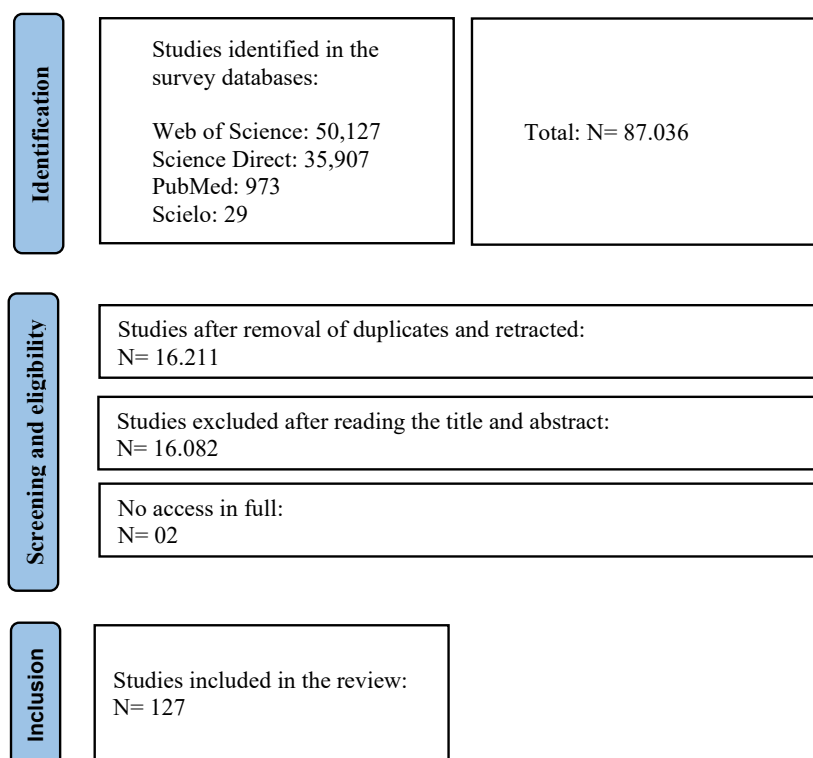 Identification
Studies identified in the
survey databases:
Web of Science: 50,127
Science Direct: 35,907
PubMed: 973
Scielo: 29
Total: N= 87.036
Screening and eligibility
Studies after removal of duplicates and retracted:
N= 16.211
Studies excluded after reading the title and abstract:
N= 16.082
No access in full:
N= 02
Inclusion
Studies included in the review:
N= 127